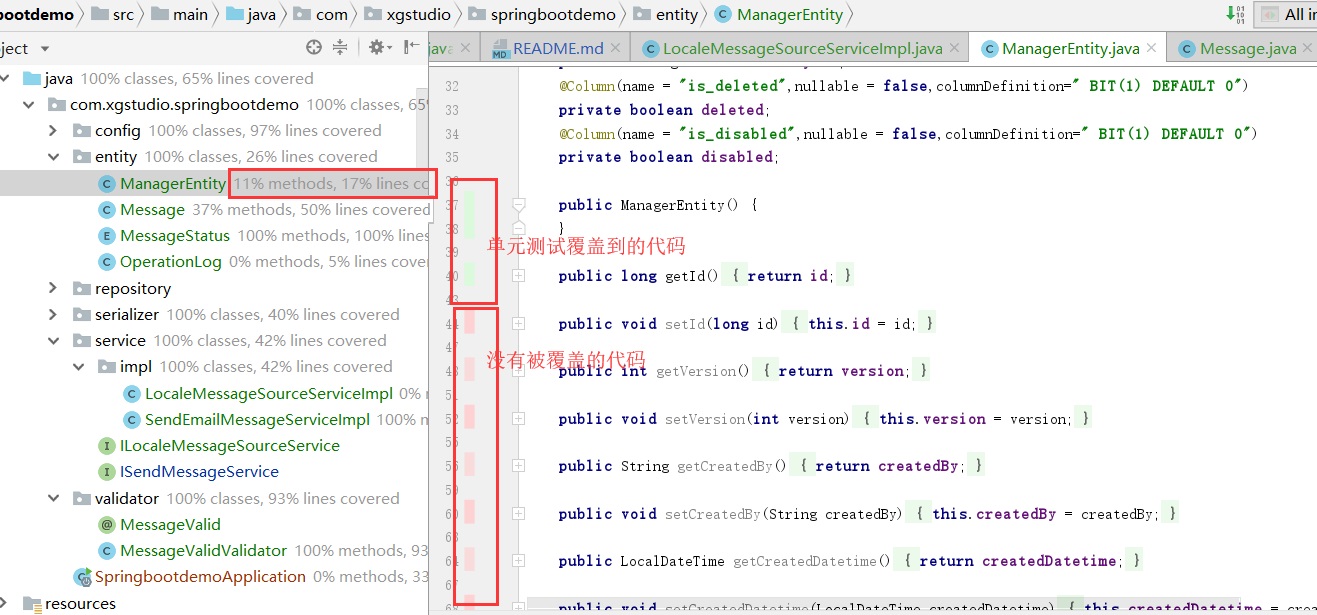 ootdemo src main java com xgstudio springbootdemo entity ManagerEntity All in
ject
java README.md LocaleMessageSourceServiceImpl.java ManagerEntity.java Message.java
java 100% classes, 65% lines covered
com.xgstudio.springbootdemo 100% classes, 65%
config 100% classes, 97% lines covered
entity 100% classes, 26% lines covered
ManagerEntity 11% methods, 17% lines co
Message 37% methods, 50% lines covered
MessageStatus 100% methods, 100% lines
OperationLog 0% methods, 5% lines cove
repository
serializer 100% classes, 40% lines covered
service 100% classes, 42% lines covered
impl 100% classes, 42% lines covered
LocaleMessageSourceServiceImpl 0%
SendEmailMessageServiceImpl 100% m
ILocaleMessageSourceService
ISendMessageService
validator 100% classes, 93% lines covered
MessageValid
MessageValidValidator 100% methods, 93
SpringbootdemoApplication 0% methods, 33
resources
32 @Column(name = "is_deleted",nullable = false,columnDefinition=" BIT(1) DEFAULT 0")
33 private boolean deleted;
34 @Column(name = "is_disabled",nullable = false,columnDefinition=" BIT(1) DEFAULT 0")
35 private boolean disabled;
36
37 public ManagerEntity() {
38 }
39 单元测试覆盖到的代码
40 public long getId() { return id; }
43
44 public void setId(long id) { this.id = id; }
47 没有被覆盖的代码
48 public int getVersion() { return version; }
51
52 public void setVersion(int version) { this.version = version; }
55
56 public String getCreatedBy() { return createdBy; }
59
60 public void setCreatedBy(String createdBy) { this.createdBy = createdBy; }
63
64 public LocalDateTime getCreatedDatetime() { return createdDatetime; }
67
68 public void setCreatedDatetime(LocalDateTime createdDatetime) { this.createdDatetime = crea